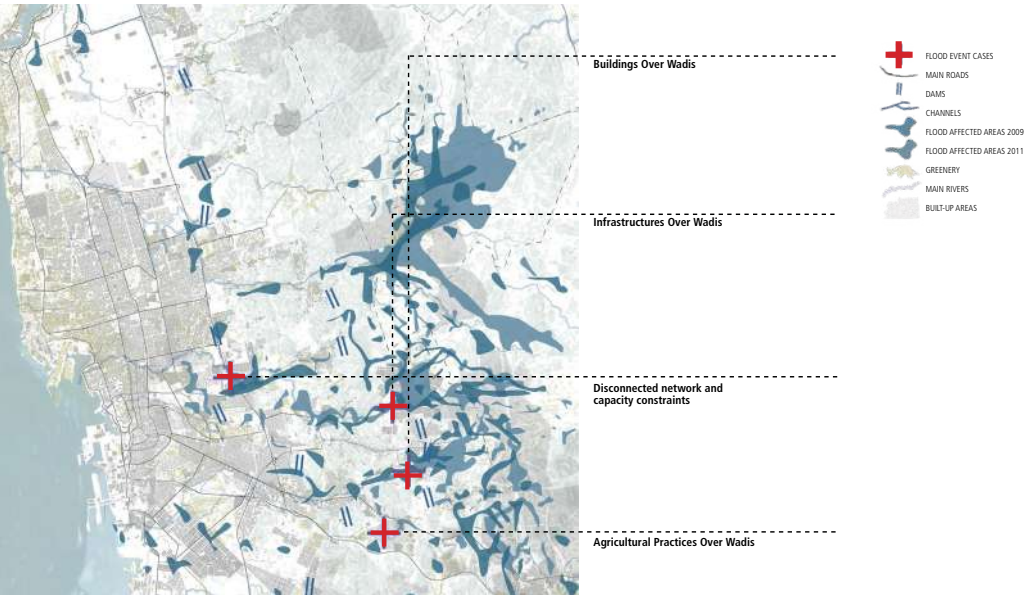 Buildings Over Wadis
Infrastructures Over Wadis
Disconnected network and
capacity constraints
Agricultural Practices Over Wadis
FLOOD EVENT CASES
MAIN ROADS
DAMS
CHANNELS
FLOOD AFFECTED AREAS 2009
FLOOD AFFECTED AREAS 2011
GREENERY
MAIN RIVERS
BUILT-UP AREAS